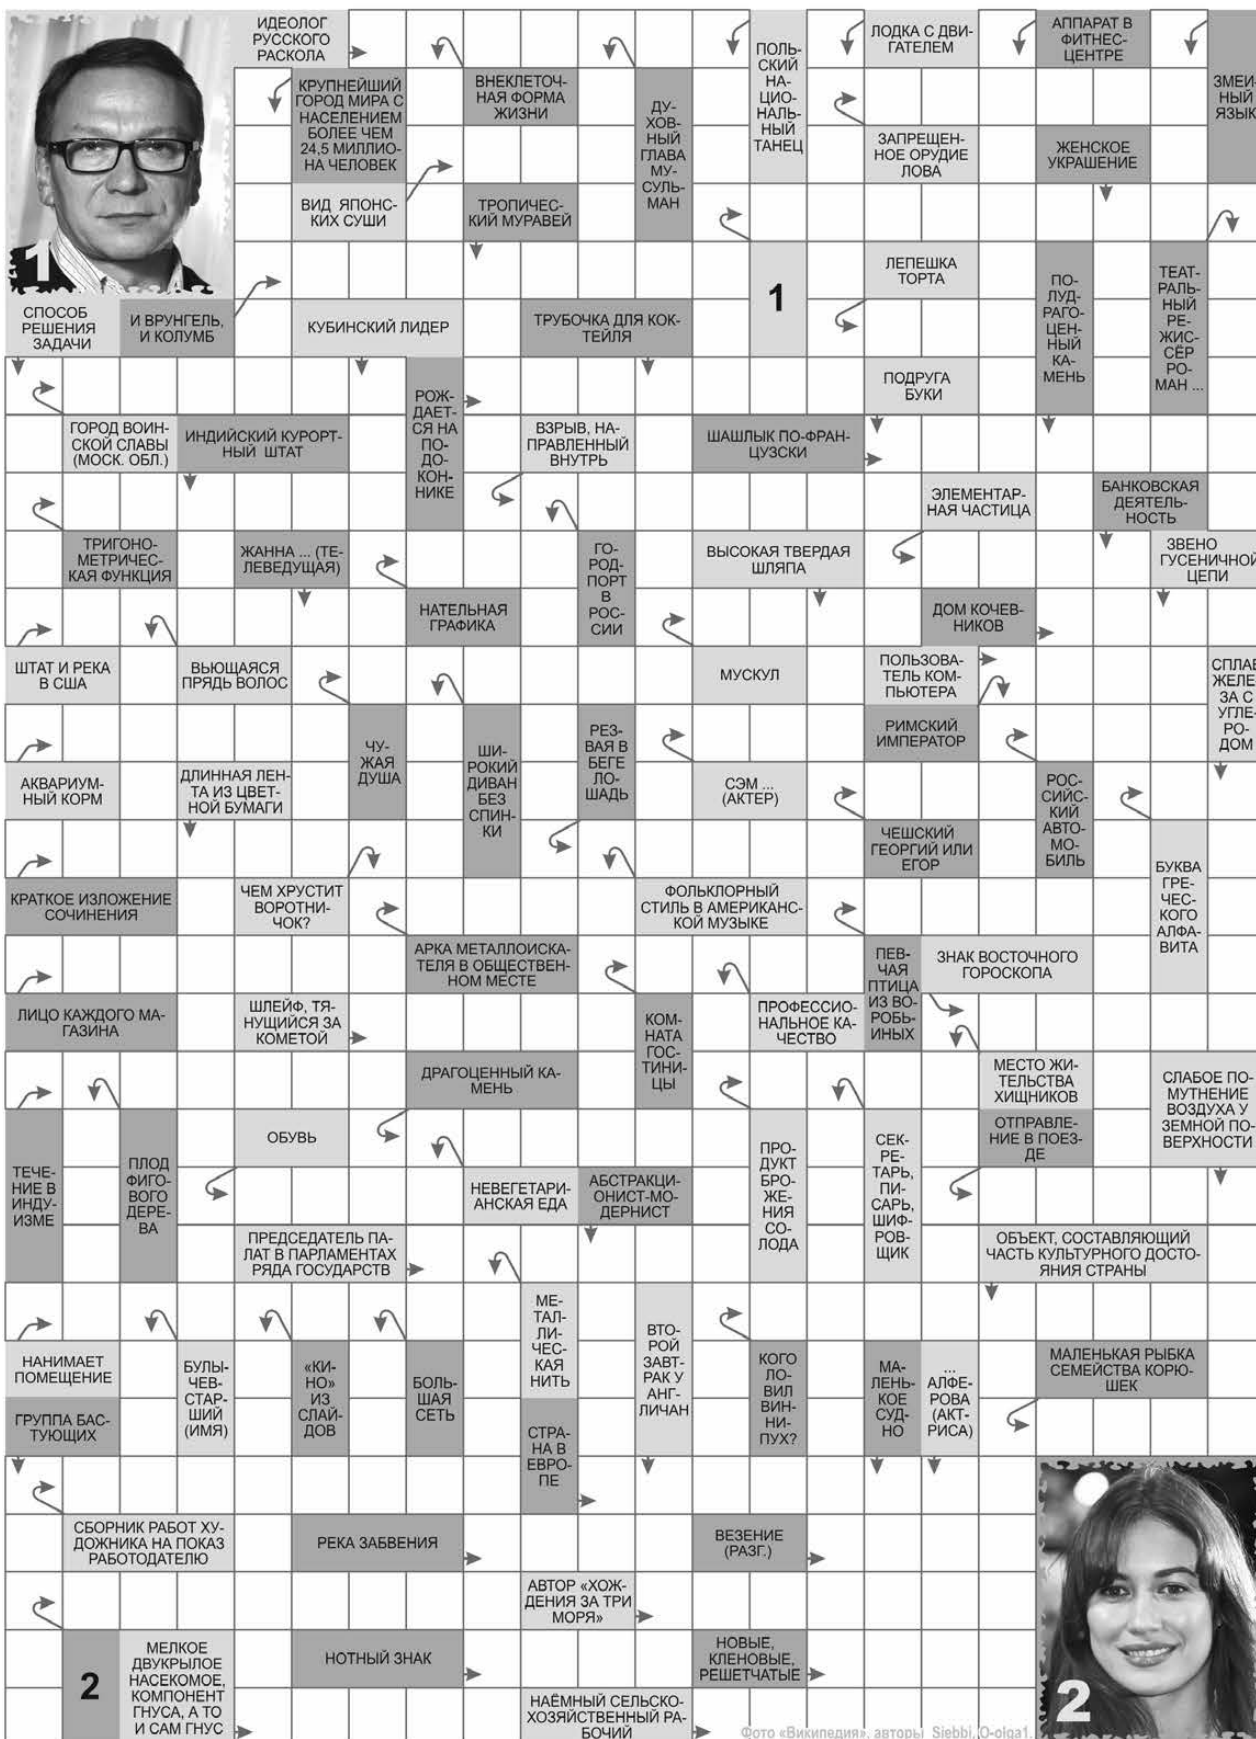 ИДЕОЛОГ
РУССКОГО
РАСКОЛА
ПОЛЬ-
СКИЙ
НА-
ЦИО-
НАЛЬ-
НЫЙ
ТАНЕЦ
ЛОДКА С ДВИ-
ГАТЕЛЕМ
АППАРАТ В
ФИТНЕС-
ЦЕНТРЕ
ЗМЕИ-
НЫЙ
ЯЗЫК
КРУПНЕЙШИЙ
ГОРОД МИРА С
НАСЕЛЕНИЕМ
БОЛЕЕ ЧЕМ
24,5 МИЛЛИО-
НА ЧЕЛОВЕК
ВНЕКЛЕТОЧ-
НАЯ ФОРМА
ЖИЗНИ
ДУ-
ХОВ-
НЫЙ
ГЛАВА
МУ-
СУЛЬ-
МАН
ЗАПРЕЩЕН-
НОЕ ОРУДИЕ
ЛОВА
ЖЕНСКОЕ
УКРАШЕНИЕ
ВИД ЯПОНС-
КИХ СУШИ
ТРОПИЧЕС-
КИЙ МУРАВЕЙ
1
1
ЛЕПЕШКА
ТОРТА
ПО-
ЛУД-
РАГО-
ЦЕН-
НЫЙ
КА-
МЕНЬ
ТЕАТ-
РАЛЬ-
НЫЙ
РЕ-
ЖИС-
СЁР
РО-
МАН ...
СПОСОБ
РЕШЕНИЯ
ЗАДАЧИ
И ВРУНГЕЛЬ,
И КОЛУМБ
КУБИНСКИЙ ЛИДЕР
ТРУБОЧКА ДЛЯ КОК-
ТЕЙЛЯ
РОЖ-
ДАЕТ-
СЯ НА
ПО-
ДО-
КОН-
НИКЕ
ПОДРУГА
БУКИ
ГОРОД ВОИН-
СКОЙ СЛАВЫ
(МОСК. ОБЛ.)
ИНДИЙСКИЙ КУРОРТ-
НЫЙ ШТАТ
ВЗРЫВ, НА-
ПРАВЛЕННЫЙ
ВНУТРЬ
ШАШЛЫК ПО-ФРАН-
ЦУЗСКИ
ЭЛЕМЕНТАР-
НАЯ ЧАСТИЦА
БАНКОВСКАЯ
ДЕЯТЕЛЬ-
НОСТЬ
ТРИГОНО-
МЕТРИЧЕС-
КАЯ ФУНКЦИЯ
ЖАННА ... (ТЕ-
ЛЕВЕДУЩАЯ)
ГО-
РОД-
ПОРТ
В
РОС-
СИИ
ВЫСОКАЯ ТВЕРДАЯ
ШЛЯПА
ЗВЕНО
ГУСЕНИЧНОЙ
ЦЕПИ
НАТЕЛЬНАЯ
ГРАФИКА
ДОМ КОЧЕВ-
НИКОВ
ШТАТ И РЕКА
В США
ВЬЮЩАЯСЯ
ПРЯДЬ ВОЛОС
МУСКУЛ
ПОЛЬЗОВА-
ТЕЛЬ КОМ-
ПЬЮТЕРА
СПЛАВ
ЖЕЛЕ-
ЗА С
УГЛЕ-
РО-
ДОМ
ЧУ-
ЖАЯ
ДУША
ШИ-
РОКИЙ
ДИВАН
БЕЗ
СПИН-
КИ
РЕЗ-
ВАЯ В
БЕГЕ
ЛО-
ШАДЬ
РИМСКИЙ
ИМПЕРАТОР
АКВАРИУМ-
НЫЙ КОРМ
ДЛИННАЯ ЛЕН-
ТА ИЗ ЦВЕТ-
НОЙ БУМАГИ
СЭМ ...
(АКТЕР)
РОС-
СИЙСКИЙ
АВТО-
МО-
БИЛЬ
ЧЕШСКИЙ
ГЕОРГИЙ ИЛИ
ЕГОР
БУКВА
ГРЕ-
ЧЕС-
КОГО
АЛФА-
ВИТА
КРАТКОЕ ИЗЛОЖЕНИЕ
СОЧИНЕНИЯ
ЧЕМ ХРУСТИТ
ВОРОТНИ-
ЧОК?
ФОЛЬКЛОРНЫЙ
СТИЛЬ В АМЕРИКАНС-
КОЙ МУЗЫКЕ
АРКА МЕТАЛЛОИСКА-
ТЕЛЯ В ОБЩЕСТВЕН-
НОМ МЕСТЕ
ПЕВ-
ЧАЯ
ПТИЦА
ИЗ ВО-
РОБЬ-
ИНЫХ
ЗНАК ВОСТОЧНОГО
ГОРОСКОПА
ЛИЦО КАЖДОГО МА-
ГАЗИНА
ШЛЕЙФ, ТЯ-
НУЩИЙСЯ ЗА
КОМЕТОЙ
КОМ-
НАТА
ГОС-
ТИНИ-
ЦЫ
ПРОФЕССИО-
НАЛЬНОЕ КА-
ЧЕСТВО
ДРАГОЦЕННЫЙ КА-
МЕНЬ
МЕСТО ЖИ-
ТЕЛЬСТВА
ХИЩНИКОВ
СЛАБОЕ ПО-
МУТНЕНИЕ
ВОЗДУХА У
ЗЕМНОЙ ПО-
ВЕРХНОСТИ
ТЕЧЕ-
НИЕ В
ИНДУ-
ИЗМЕ
ПЛОД
ФИГО-
ВОГО
ДЕРЕ-
ВА
ОБУВЬ
ПРО-
ДУКТ
БРО-
ЖЕНИЯ
СО-
ЛОДА
СЕК-
РЕ-
ТАРЬ,
ПИ-
САРЬ,
ШИФ-
РОВ-
ЩИК
ОТПРАВЛЕ-
НИЕ В ПОЕЗ-
ДЕ
НЕВЕГЕТАРИ-
АНСКАЯ ЕДА
АБСТРАКЦИ-
ОНИСТ-МО-
ДЕРНИСТ
ПРЕДСЕДАТЕЛЬ ПА-
ЛАТ В ПАРЛАМЕНТАХ
РЯДА ГОСУДАРСТВ
ОБЪЕКТ, СОСТАВЛЯЮЩИЙ
ЧАСТЬ КУЛЬТУРНОГО ДОСТО-
ЯНИЯ СТРАНЫ
МЕ-
ТАЛ-
ЛИ-
ЧЕС-
КАЯ
НИТЬ
ВТО-
РОЙ
ЗАВТ-
РАК У
АНГ-
ЛИЧАН
НАНИМАЕТ
ПОМЕЩЕНИЕ
БУЛЫ-
ЧЕВ-
СТАР-
ШИЙ
(ИМЯ)
«КИ-
НО»
ИЗ
СЛАЙ-
ДОВ
БОЛЬ-
ШАЯ
СЕТЬ
КОГО
ЛО-
ВИЛ
ВИН-
НИ-
ПУХ?
МА-
ЛЕНЬ-
КОЕ
СУД-
НО
...
АЛФЕ-
РОВА
(АКТ-
РИСА)
МАЛЕНЬКАЯ РЫБКА
СЕМЕЙСТВА КОРЮ-
ШЕК
ГРУППА БАС-
ТУЮЩИХ
СТРА-
НА В
ЕВРО-
ПЕ
СБОРНИК РАБОТ ХУ-
ДОЖНИКА НА ПОКАЗ
РАБОТОДАТЕЛЮ
РЕКА ЗАБВЕНИЯ
ВЕЗЕНИЕ
(РАЗГ.)
АВТОР «ХОЖ-
ДЕНИЯ ЗА ТРИ
МОРЯ»
2
МЕЛКОЕ
ДВУКРЫЛОЕ
НАСЕКОМОЕ,
КОМПОНЕНТ
ГНУСА, А ТО
И САМ ГНУС
НОТНЫЙ ЗНАК
НОВЫЕ,
КЛЕНОВЫЕ,
РЕШЕТЧАТЫЕ
НАЁМНЫЙ СЕЛЬСКО-
ХОЗЯЙСТВЕННЫЙ РА-
БОЧИЙ
2
Фото «Википедия», авторы Siebbi, O-olga1.